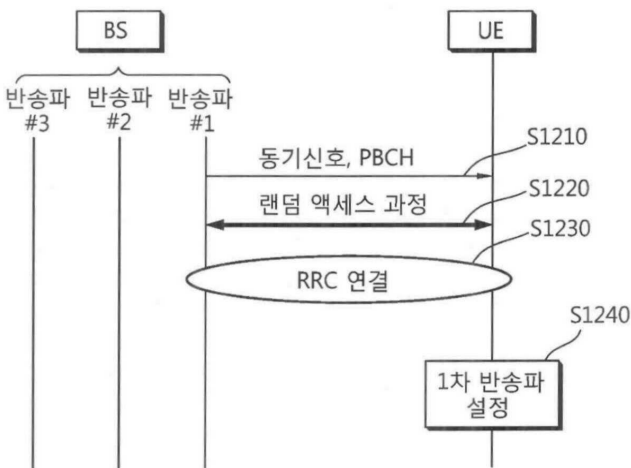 BS
UE
반송파 반송파 반송파
#3 #2 #1
동기신호, PBCH
S1210
랜덤 액세스 과정
S1220
S1230
RRC 연결
S1240
1차 반송파
설정